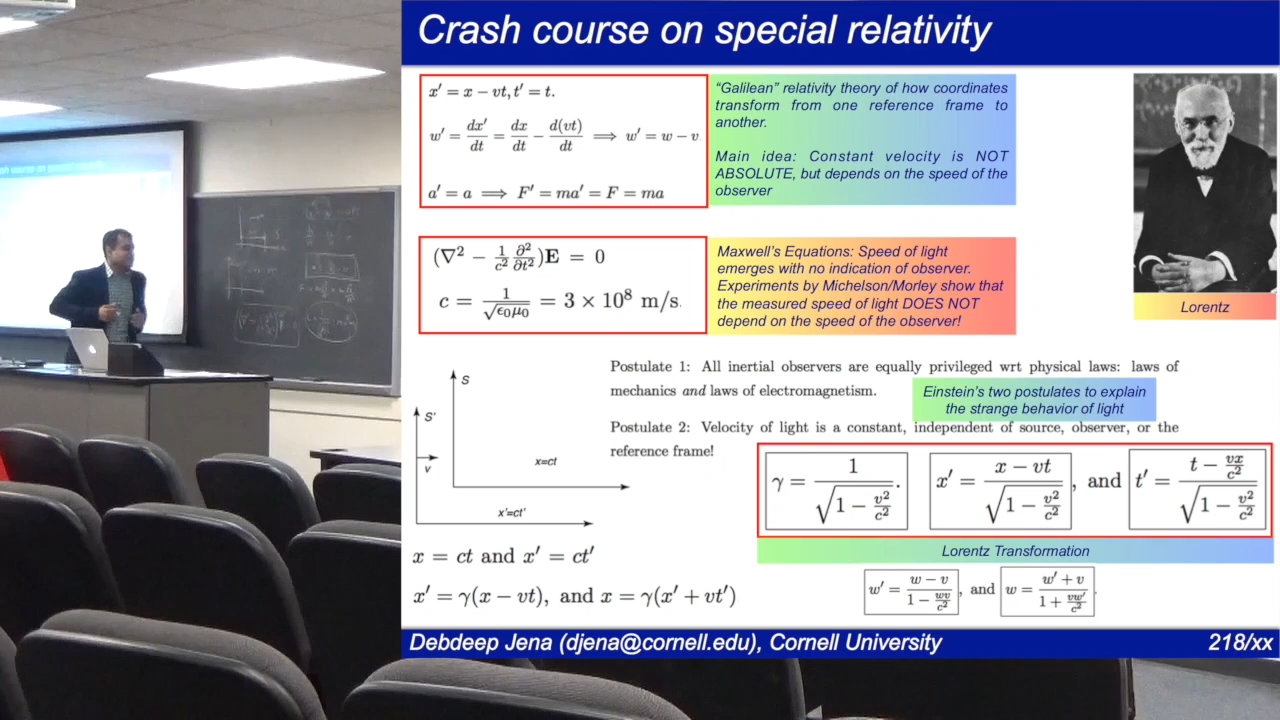 Crash course on special relativity
x′ = x − vt, t′ = t.
w′ = dx′/dt = dx/dt − d(vt)/dt ⟹ w′ = w − v
a′ = a ⟹ F′ = ma′ = F = ma
"Galilean" relativity theory of how coordinates
transform from one reference frame to
another.
Main idea: Constant velocity is NOT
ABSOLUTE, but depends on the speed of the
observer
Lorentz
(∇² − 1/c² ∂²/∂t²)E = 0
c = 1/√ϵ₀μ₀ = 3 × 10⁸ m/s.
Maxwell's Equations: Speed of light
emerges with no indication of observer.
Experiments by Michelson/Morley show that
the measured speed of light DOES NOT
depend on the speed of the observer!
Postulate 1: All inertial observers are equally privileged wrt physical laws: laws of
mechanics and laws of electromagnetism.
Einstein's two postulates to explain
the strange behavior of light
Postulate 2: Velocity of light is a constant, independent of source, observer, or the
reference frame!
S
S'
v
x=ct
x'=ct'
γ = 1/√(1 − v²/c²). x′ = (x − vt)/√(1 − v²/c²), and t′ = (t − vx/c²)/√(1 − v²/c²)
Lorentz Transformation
x = ct and x′ = ct′
x′ = γ(x − vt), and x = γ(x′ + vt′)
w′ = (w − v)/(1 − wv/c²), and w = (w′ + v)/(1 + vw′/c²).
Debdeep Jena (djena@cornell.edu), Cornell University
218/xx